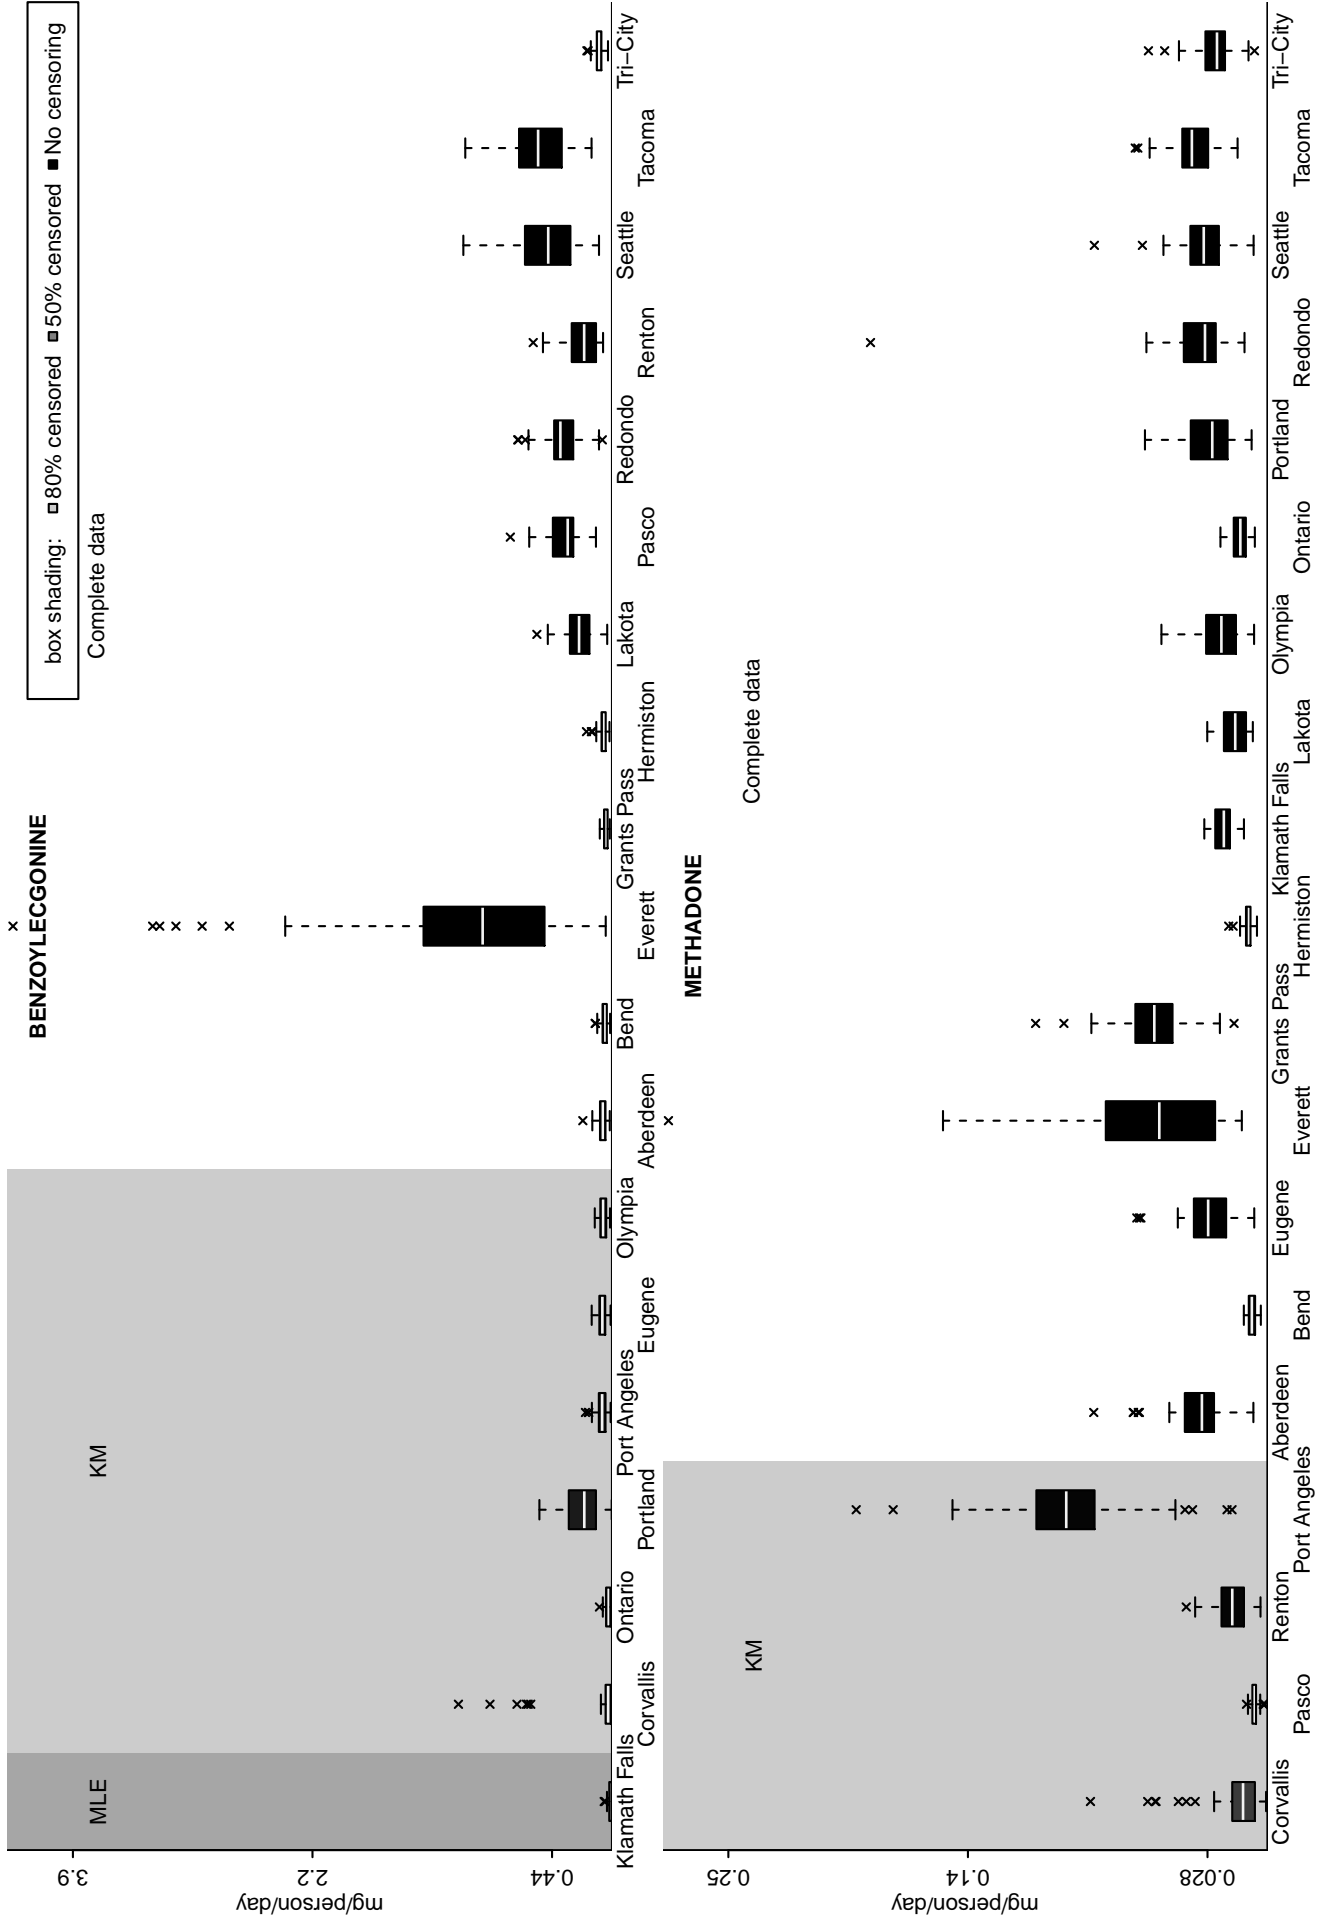 BENZOYLECGONINE
box shading: 80% censored 50% censored No censoring
MLE
KM
Complete data
mg/person/day
3.9
2.2
0.44
Klamath Falls
Corvallis
Ontario
Portland
Port Angeles
Eugene
Olympia
Aberdeen
Bend
Everett
Grants Pass
Hermiston
Lakota
Pasco
Redondo
Renton
Seattle
Tacoma
Tri−City
METHADONE
KM
Complete data
mg/person/day
0.25
0.14
0.028
Corvallis
Pasco
Renton
Port Angeles
Aberdeen
Bend
Eugene
Everett
Grants Pass
Hermiston
Klamath Falls
Lakota
Olympia
Ontario
Portland
Redondo
Seattle
Tacoma
Tri−City